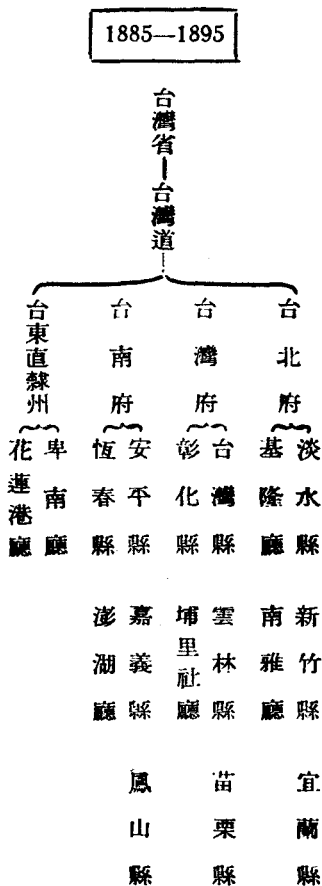 1885—1895
台灣省—台灣道
台北府
淡水縣
新竹縣
宜蘭縣
基隆廳
南雅廳
台灣府
台灣縣
雲林縣
苗栗縣
彰化縣
埔里社廳
台南府
安平縣
嘉義縣
鳳山縣
恆春縣
澎湖廳
台東直隸州
卑南廳
花蓮港廳